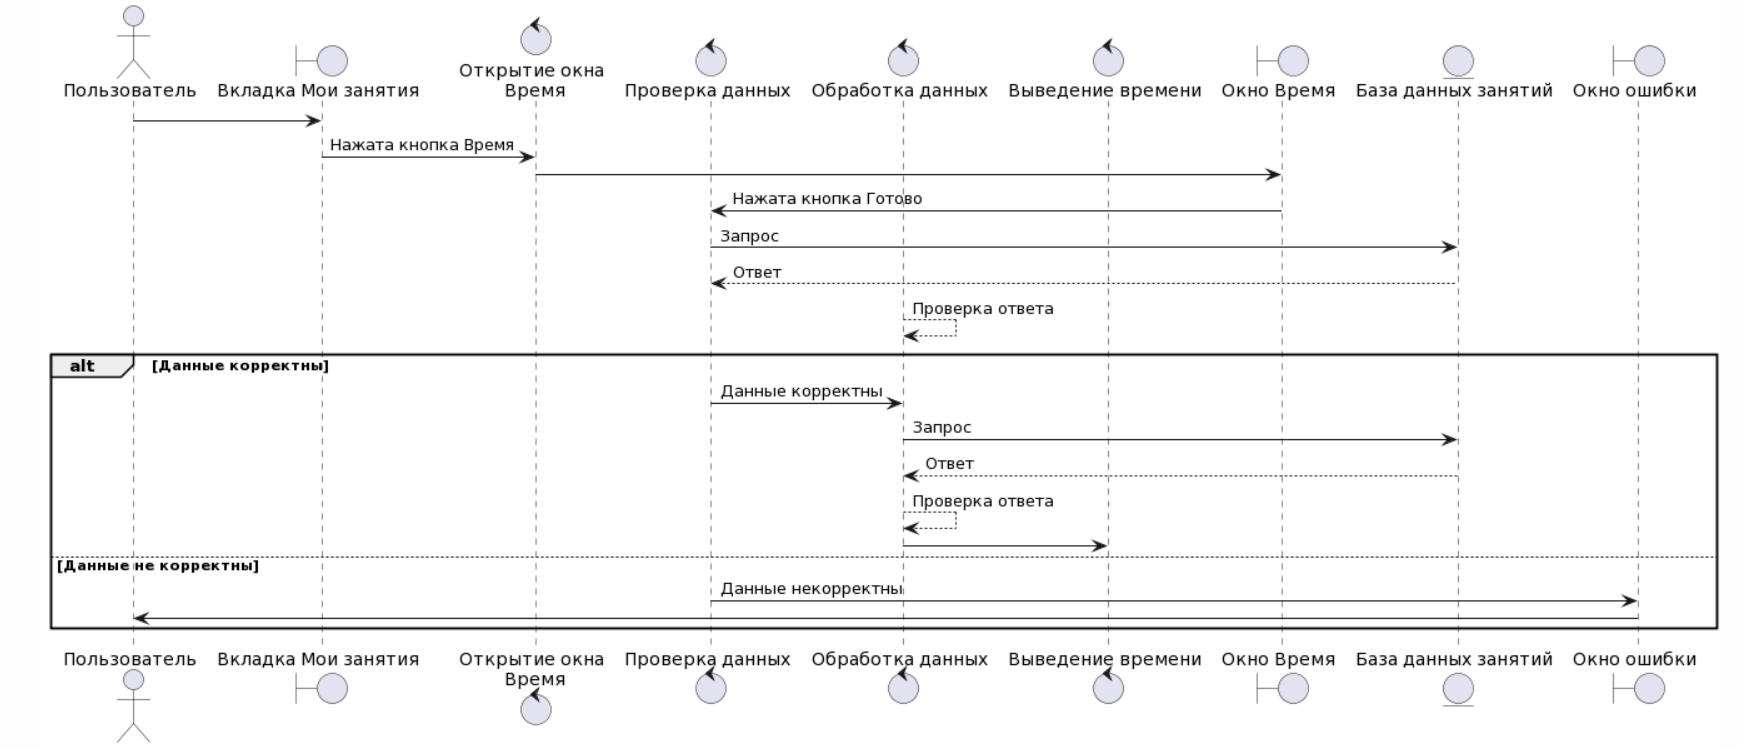 Пользователь
Вкладка Мои занятия
Открытие окна
Время
Проверка данных
Обработка данных
Выведение времени
Окно Время
База данных занятий
Окно ошибки
Нажата кнопка Время
Нажата кнопка Готово
Запрос
Ответ
Проверка ответа
alt
[Данные корректны]
Данные корректны
Запрос
Ответ
Проверка ответа
[Данные не корректны]
Данные некорректны
Пользователь
Вкладка Мои занятия
Открытие окна
Время
Проверка данных
Обработка данных
Выведение времени
Окно Время
База данных занятий
Окно ошибки